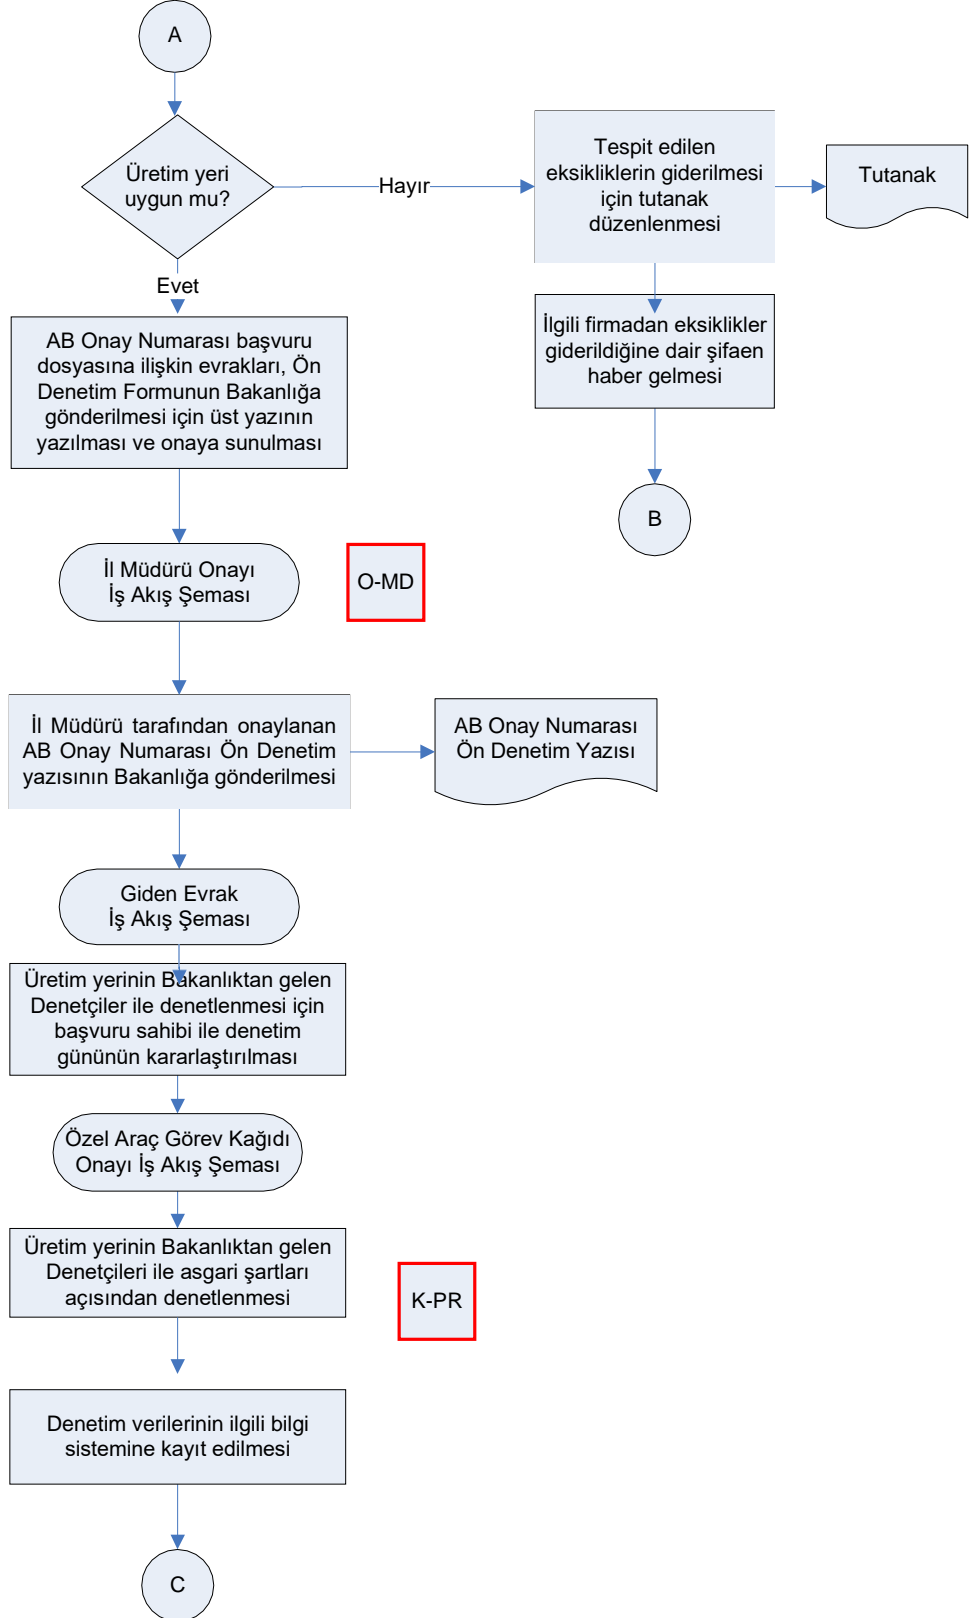 A
Üretim yeri
uygun mu?
Hayır
Tespit edilen
eksikliklerin giderilmesi
için tutanak
düzenlenmesi
Tutanak
Evet
AB Onay Numarası başvuru
dosyasına ilişkin evrakları, Ön
Denetim Formunun Bakanlığa
gönderilmesi için üst yazının
yazılması ve onaya sunulması
İlgili firmadan eksiklikler
giderildiğine dair şifaen
haber gelmesi
B
İl Müdürü Onayı
İş Akış Şeması
O-MD
İl Müdürü tarafından onaylanan
AB Onay Numarası Ön Denetim
yazısının Bakanlığa gönderilmesi
AB Onay Numarası
Ön Denetim Yazısı
Giden Evrak
İş Akış Şeması
Üretim yerinin Bakanlıktan gelen
Denetçiler ile denetlenmesi için
başvuru sahibi ile denetim
gününün kararlaştırılması
Özel Araç Görev Kağıdı
Onayı İş Akış Şeması
Üretim yerinin Bakanlıktan gelen
Denetçileri ile asgari şartları
açısından denetlenmesi
K-PR
Denetim verilerinin ilgili bilgi
sistemine kayıt edilmesi
C